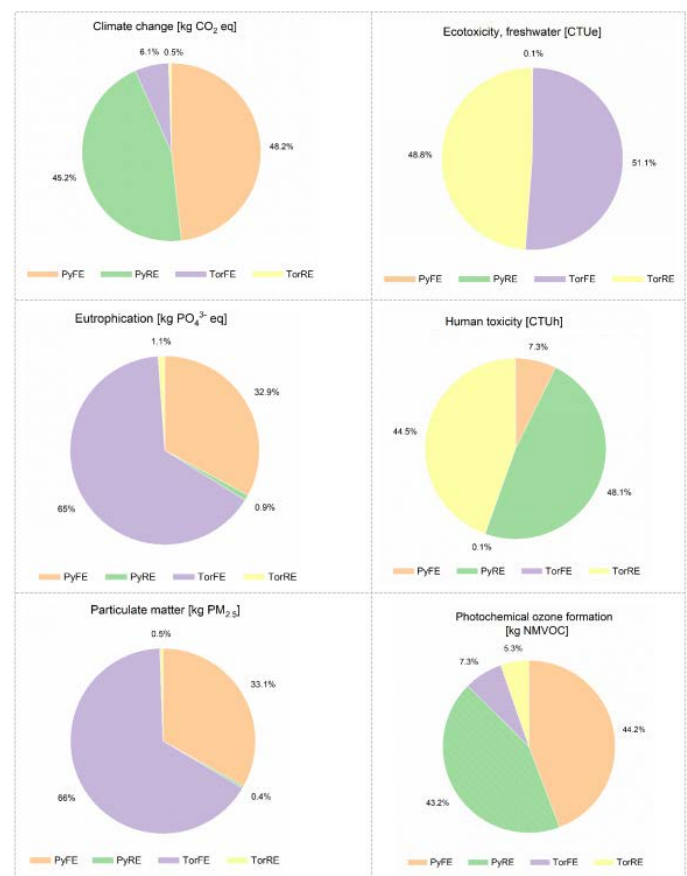 Climate change [kg CO₂ eq]
6.1% 0.5%
48.2%
45.2%
PyFE PyRE TorFE TorRE
Ecotoxicity, freshwater [CTUe]
0.1%
48.8%
51.1%
PyFE PyRE TorFE TorRE
Eutrophication [kg PO₄³⁻ eq]
1.1%
32.9%
65%
0.9%
PyFE PyRE TorFE TorRE
Human toxicity [CTUh]
7.3%
44.5%
48.1%
0.1%
PyFE PyRE TorFE TorRE
Particulate matter [kg PM₂.₅]
0.5%
33.1%
66%
0.4%
PyFE PyRE TorFE TorRE
Photochemical ozone formation
[kg NMVOC]
5.3%
7.3%
44.2%
43.2%
PyFE PyRE TorFE TorRE